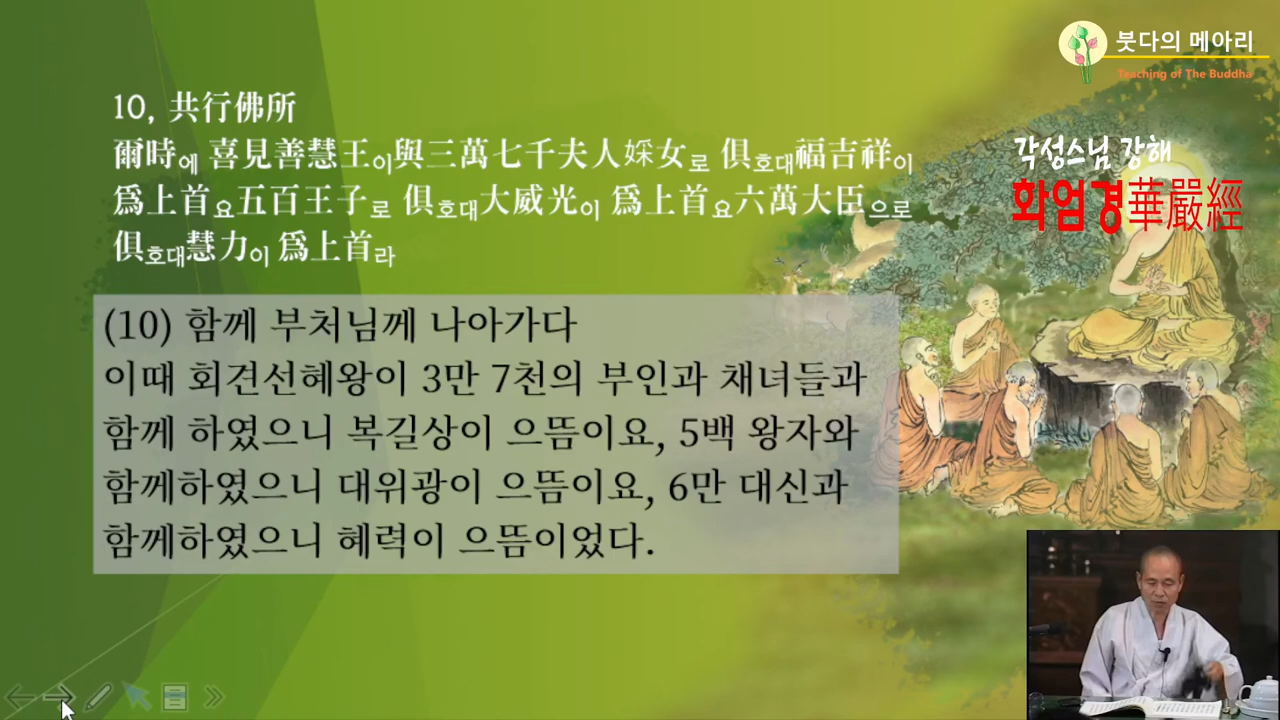 붓다의 메아리
Teaching of The Buddha
각성스님 강해
화엄경華嚴經
10, 共行佛所
爾時에 喜見善慧王이與三萬七千夫人婇女로 俱호대福吉祥이
爲上首요五百王子로 俱호대大威光이 爲上首요六萬大臣으로
俱호대慧力이 爲上首라
(10) 함께 부처님께 나아가다
이때 회견선혜왕이 3만 7천의 부인과 채녀들과
함께 하였으니 복길상이 으뜸이요, 5백 왕자와
함께하였으니 대위광이 으뜸이요, 6만 대신과
함께하였으니 혜력이 으뜸이었다.